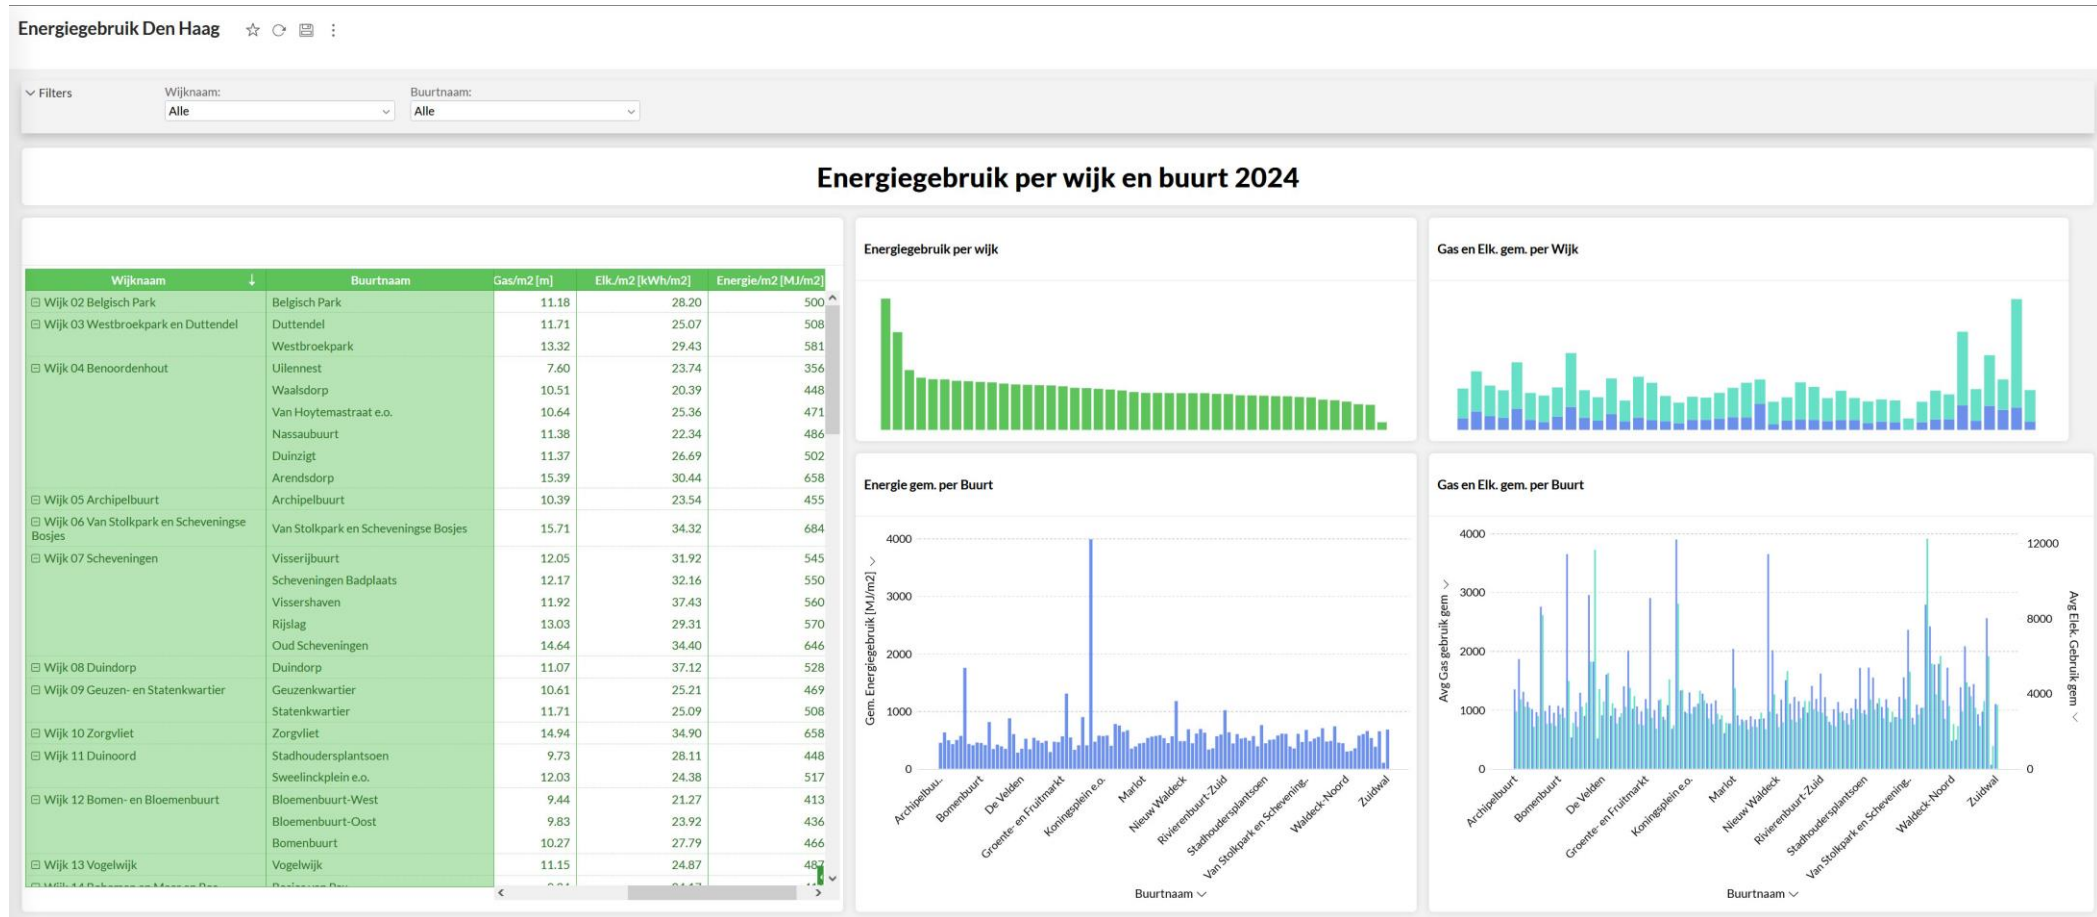 Energiegebruik Den Haag
Filters
Wijknaam:
Buurtnaam:
Alle
Alle
Energiegebruik per wijk en buurt 2024
Wijknaam Buurtnaam Gas/m2 [m] Elk./m2 [kWh/m2] Energie/m2 [MJ/m2]
Wijk 02 Belgisch Park Belgisch Park 11.18 28.20 500
Wijk 03 Westbroekpark en Duttendel Duttendel 11.71 25.07 508
Westbroekpark 13.32 29.43 581
Wijk 04 Benoordenhout Uilennest 7.60 23.74 356
Waalsdorp 10.51 20.39 448
Van Hoytemastraat e.o. 10.64 25.36 471
Nassaubuurt 11.38 22.34 486
Duinzigt 11.37 26.69 502
Arendsdorp 15.39 30.44 658
Wijk 05 Archipelbuurt Archipelbuurt 10.39 23.54 455
Wijk 06 Van Stolkpark en Scheveningse
Bosjes Van Stolkpark en Scheveningse Bosjes 15.71 34.32 684
Wijk 07 Scheveningen Visserijbuurt 12.05 31.92 545
Scheveningen Badplaats 12.17 32.16 550
Vissershaven 11.92 37.43 560
Rijslag 13.03 29.31 570
Oud Scheveningen 14.64 34.40 646
Wijk 08 Duindorp Duindorp 11.07 37.12 528
Wijk 09 Geuzen- en Statenkwartier Geuzenkwartier 10.61 25.21 469
Statenkwartier 11.71 25.09 508
Wijk 10 Zorgvliet Zorgvliet 14.94 34.90 658
Wijk 11 Duinoord Stadhoudersplantsoen 9.73 28.11 448
Sweelinckplein e.o. 12.03 24.38 517
Wijk 12 Bomen- en Bloemenbuurt Bloemenbuurt-West 9.44 21.27 413
Bloemenbuurt-Oost 9.83 23.92 436
Bomenbuurt 10.27 27.79 466
Wijk 13 Vogelwijk Vogelwijk 11.15 24.87 487
Energiegebruik per wijk
Gas en Elk. gem. per Wijk
Energie gem. per Buurt
Gem. Energiegebruik [MJ/m2]
4000
3000
2000
1000
0
Archipelbuu..
Bomenbuurt
De Velden
Groente- en Fruitmarkt
Koningsplein e.o.
Marlot
Nieuw Waldeck
Rivierenbuurt-Zuid
Stadhoudersplantsoen
Van Stolkpark en Schevening..
Waldeck-Noord
Zuidwal
Buurtnaam
Gas en Elk. gem. per Buurt
Avg Gas gebruik gem
4000
3000
2000
1000
0
12000
8000
4000
0
Avg Elek. Gebruik gem
Archipelbuurt
Bomenbuurt
De Velden
Groente- en Fruitmarkt
Koningsplein e.o.
Marlot
Nieuw Waldeck
Rivierenbuurt-Zuid
Stadhoudersplantsoen
Van Stolkpark en Schevening..
Waldeck-Noord
Zuidwal
Buurtnaam